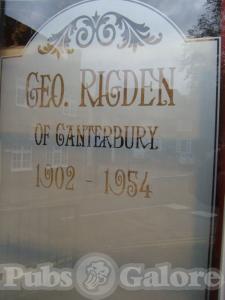 GEO. RIGDEN
OF CANTERBURY.
1902 - 1954
Pubs Galore